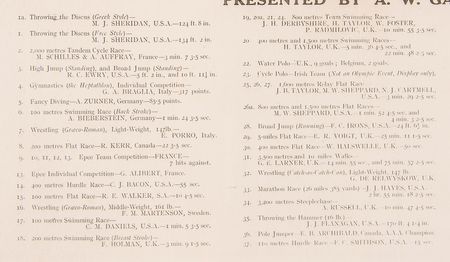 PRESENTED BY A. W. GA
1a. Throwing the Discus (Greek Style)—
M. J. SHERIDAN, U.S.A.—124 ft. 8 in.
1. Throwing the Discus (Free Style)—
M. J. SHERIDAN, U.S.A.—134 ft. 2 in.
2. 2,000 metres Tandem Cycle Race—
M. SCHILLES & A. AUFFRAY, France—3 min. 7 3-5 sec.
3. High Jump (Standing), and Broad Jump (Standing)—
R. C. EWRY, U.S.A.—5 ft. 2 in., and 10 ft. 11¼ in.
4. Gymnastics (the Heptathlon), Individual Competition—
G. A. BRAGLIA, Italy—317 points.
5. Fancy Diving—A. ZURNER, Germany—85.5 points.
6. 100 metres Swimming Race (Back Stroke)—
A. BIEBERSTEIN, Germany—1 min. 24 3-5 sec.
7. Wrestling (Græco-Roman), Light-Weight, 147 lb.—
E. PORRO, Italy.
8. 200 metres Flat Race—R. KERR, Canada—22 3-5 sec.
9, 10, 11, 12, 13. Epee Team Competition—FRANCE—
7 hits against.
13. Epee Individual Competition—G. ALIBERT, France.
14. 400 metres Hurdle Race—C. J. BACON, U.S.A.—55 sec.
15. 100 metres Flat Race—R. E. WALKER, S.A.—10 4-5 sec.
16. Wrestling (Græco-Roman), Middle-Weight, 161 lb.—
F. M. MARTENSON, Sweden.
17. 100 metres Swimming Race—
C. M. DANIELS, U.S.A.—1 min. 5 3-5 sec.
18. 200 metres Swimming Race (Breast Stroke)—
F. HOLMAN, U.K.—3 min. 9 1-5 sec.
19, 20a, 21, 24. 800 metres Team Swimming Race—
J. H. DERBYSHIRE, H. TAYLOR, W. FOSTER,
P. RADMILOVIC, U.K.—10 min. 55 3-5 sec.
20. 400 metres and 1,500 metres Swimming Races—
H. TAYLOR, U.K.—5 min. 36 4-5 sec., and
22 min. 48 2-5 sec.
22. Water Polo—U.K., 9 goals; Belgium, 2 goals.
23. Cycle Polo—Irish Team (Not an Olympic Event, Display only).
25, 26, 27. 1,600 metres Relay Flat Race—
J. B. TAYLOR, M. W. SHEPPARD, N. J. CARTMELL,
U.S.A.—3 min. 29 2-5 sec.
26a. 800 metres and 1,500 metres Flat Races—
M. W. SHEPPARD, U.S.A.—1 min. 52 4-5 sec. and
4 min. 3 2-5 sec.
28. Broad Jump (Running)—F. C. IRONS, U.S.A.—24 ft. 6½ in.
29. 5-miles Flat Race—E. R. VOIGT, U.K.—25 min. 11 1-5 sec.
30. 400 metres Flat Race—W. HALSWELLE, U.K.—50 sec.
31. 3,500 metres and 10 miles Walks—
G. E. LARNER, U.K.—14 min. 55 sec., and 75 min. 57 2-5 sec.
32. Wrestling (Catch-as-Catch-Can), Light-Weight, 147 lb.
G. DE RELWYSKOW, U.K.
33. Marathon Race (26 miles 385 yards)—J. J. HAYES, U.S.A.—
2 hr. 55 min. 18 2-5 sec.
34. 3,200 metres Steeplechase—
A. RUSSELL, U.K.—10 min. 47 4-5 sec.
35. Throwing the Hammer (16 lb.)—
J. J. FLANAGAN, U.S.A.—170 ft. 4 1-4 in.
36. Pole Jumper—E. B. ARCHIBALD, Canada, A.A.A. Champion.
37. 110 metres Hurdle Race—F. C. SMITHSON, U.S.A.—15 sec.